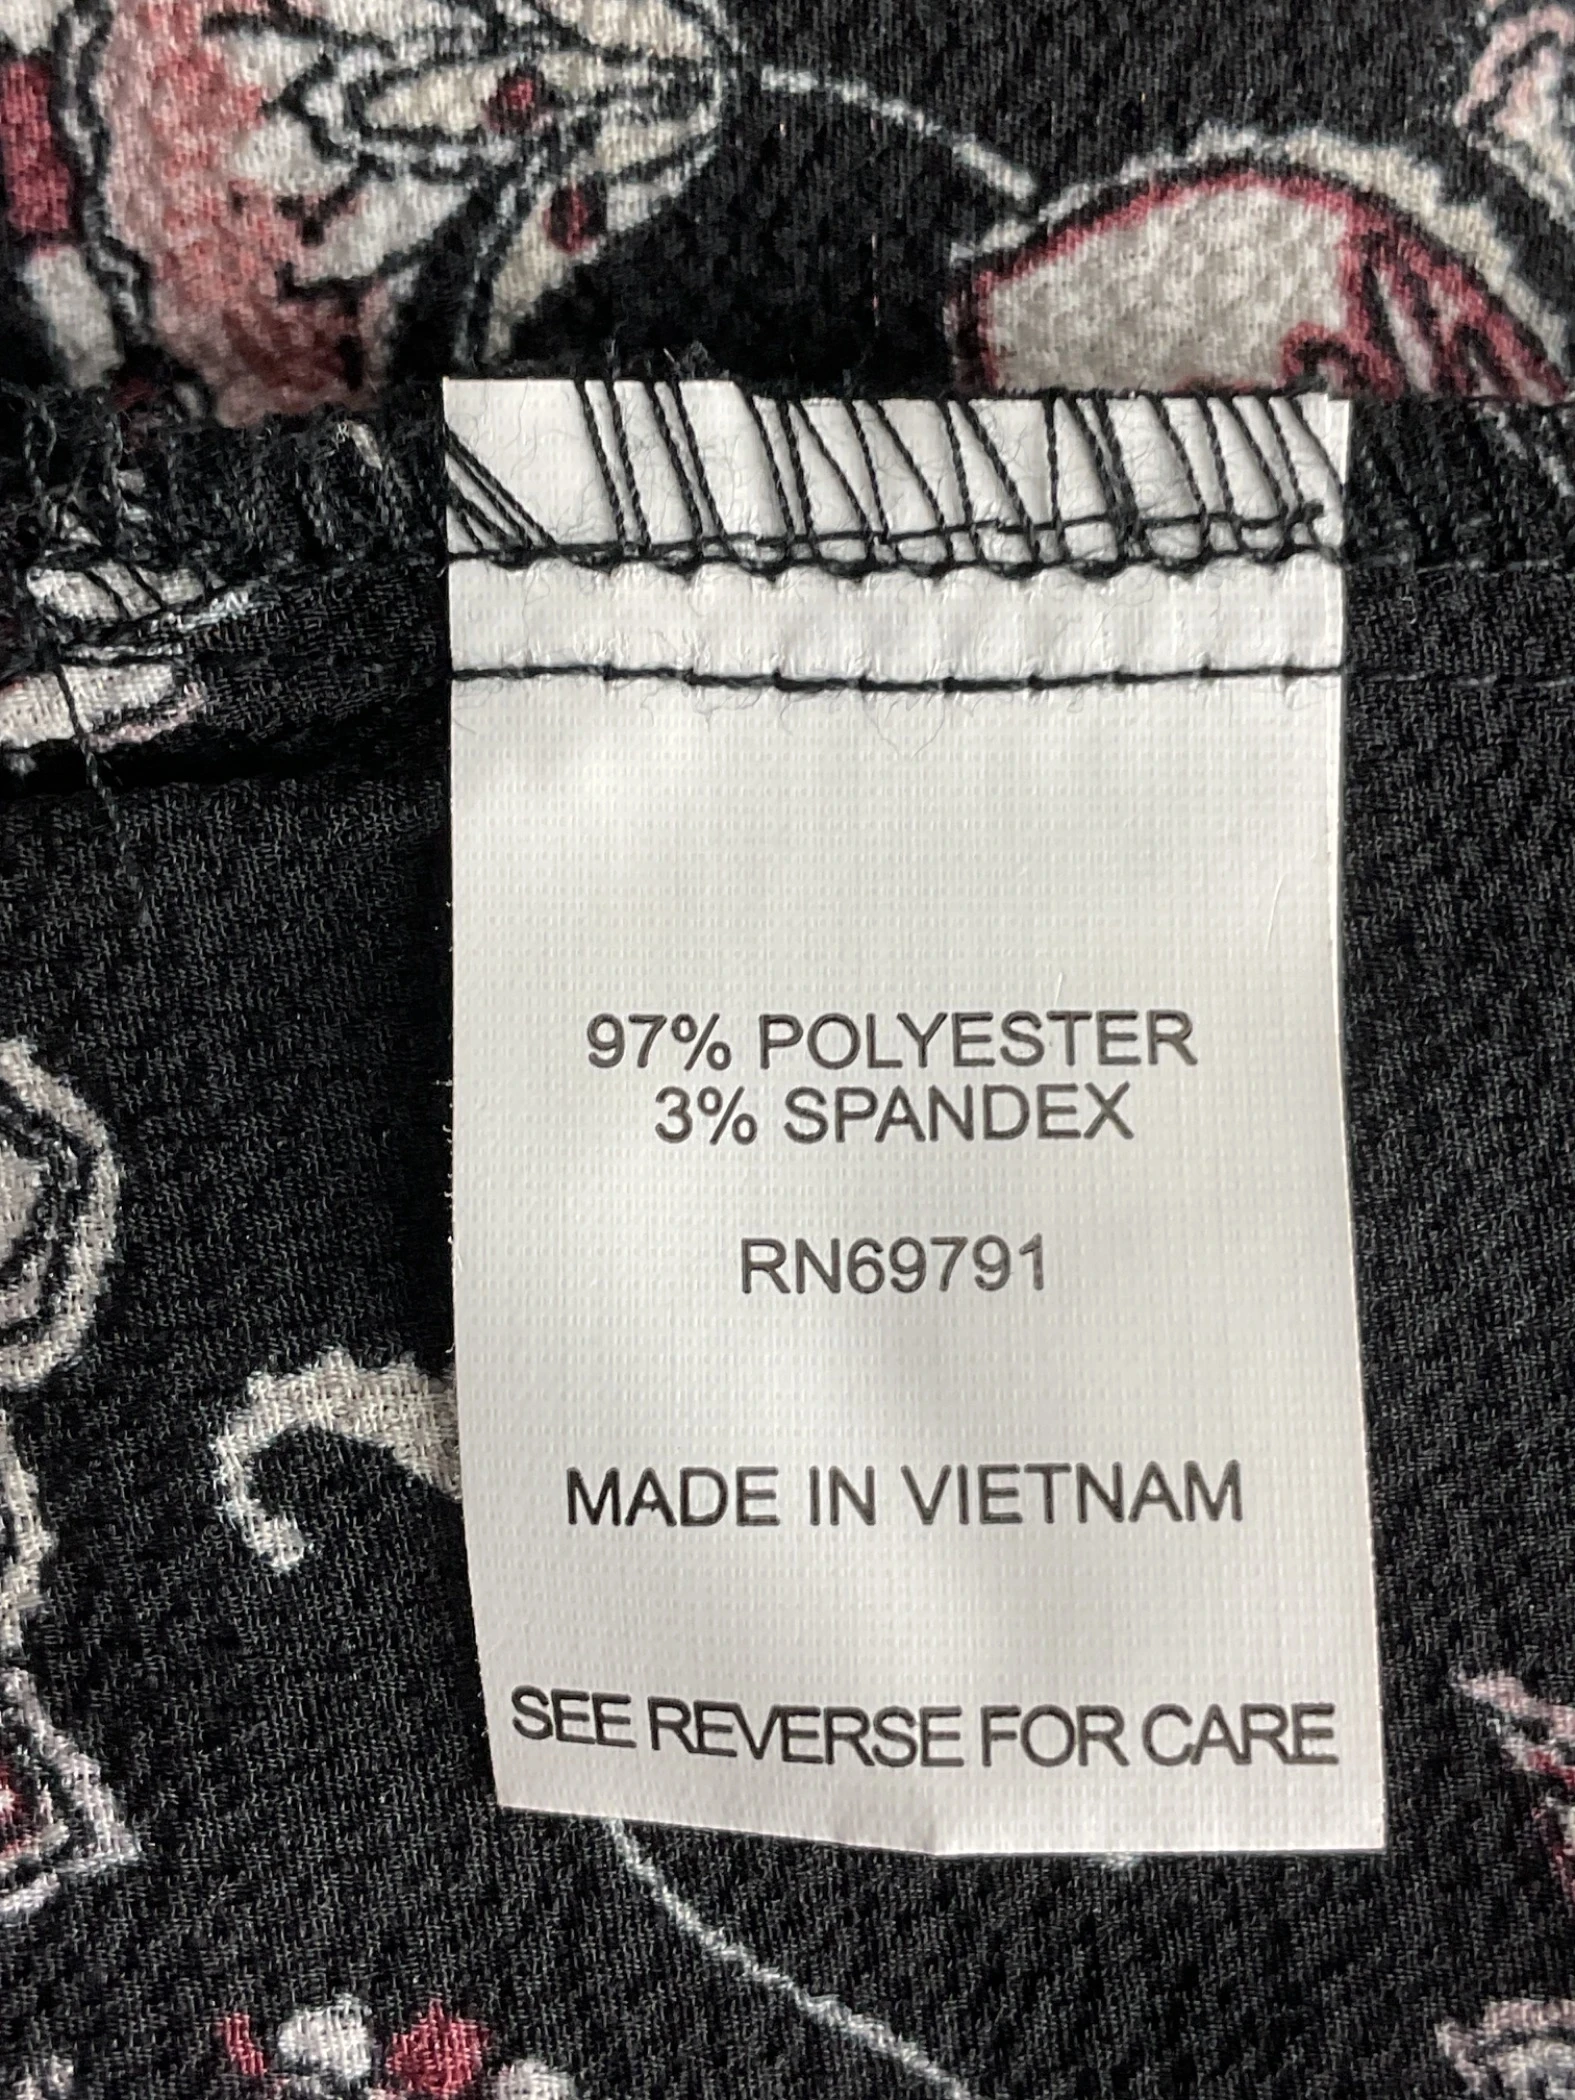 97% POLYESTER
3% SPANDEX
RN69791
MADE IN VIETNAM
SEE REVERSE FOR CARE